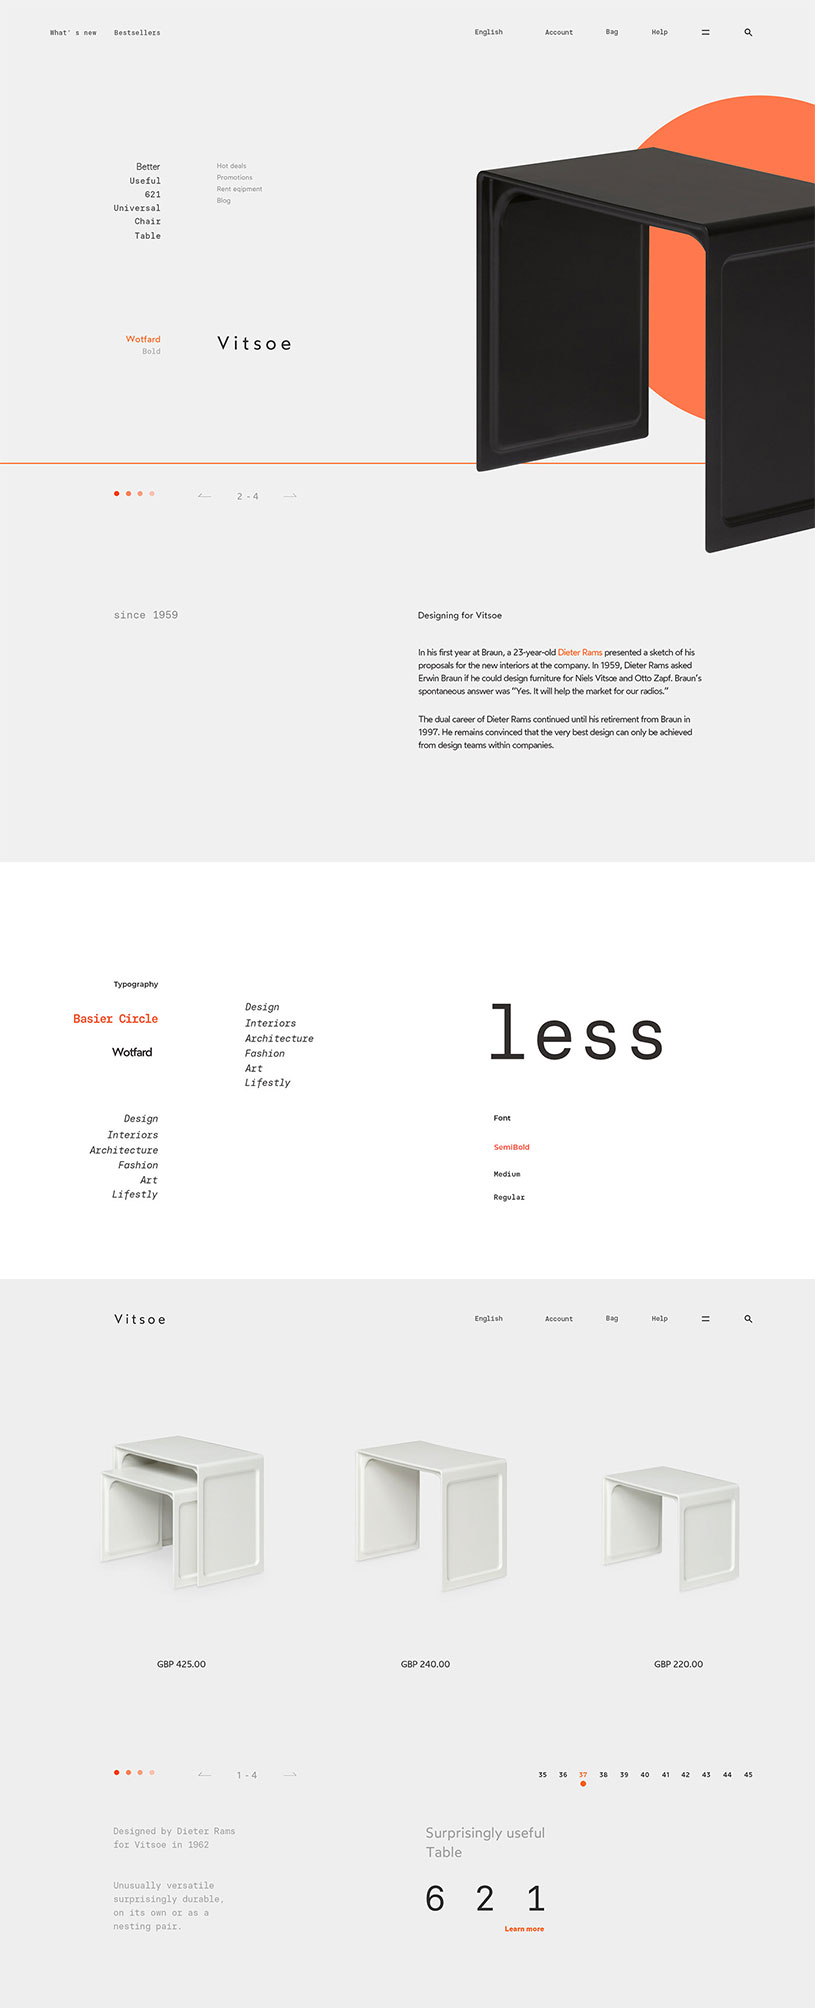 What' s new
Bestsellers
English
Account
Bag
Help
Better
Useful
621
Universal
Chair
Table
Hot deals
Promotions
Rent eqipment
Blog
Wotfard
Bold
Vitsoe
2 - 4
since 1959
Designing for Vitsoe
In his first year at Braun, a 23-year-old Dieter Rams presented a sketch of his
proposals for the new interiors at the company. In 1959, Dieter Rams asked
Erwin Braun if he could design furniture for Niels Vitsœ and Otto Zapf. Braun's
spontaneous answer was "Yes. It will help the market for our radios."
The dual career of Dieter Rams continued until his retirement from Braun in
1997. He remains convinced that the very best design can only be achieved
from design teams within companies.
Typography
Basier Circle
Wotfard
Design
Interiors
Architecture
Fashion
Art
Lifestly
Design
Interiors
Architecture
Fashion
Art
Lifestly
less
Font
SemiBold
Medium
Regular
Vitsoe
English
Account
Bag
Help
GBP 425.00
GBP 240.00
GBP 220.00
1 - 4
35 36 37 38 39 40 41 42 43 44 45
Designed by Dieter Rams
for Vitsoe in 1962
Unusually versatile
surprisingly durable,
on its own or as a
nesting pair.
Surprisingly useful
Table
6 2 1
Learn more